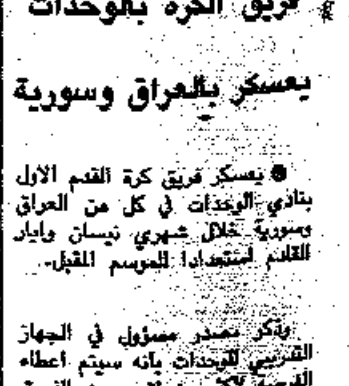 فريق الكرة بالوحدات
يعسكر بالعراق وسورية
● يعسكر فريق كرة القدم الاول
بنادي الوحدات في كل من العراق
وسورية خلال شهري نيسان وايار
القادم استعدادا للموسم المقبل.
وذكر مصدر مسؤول في الجهاز
التدريبي للوحدات بانه سيتم اعطاء